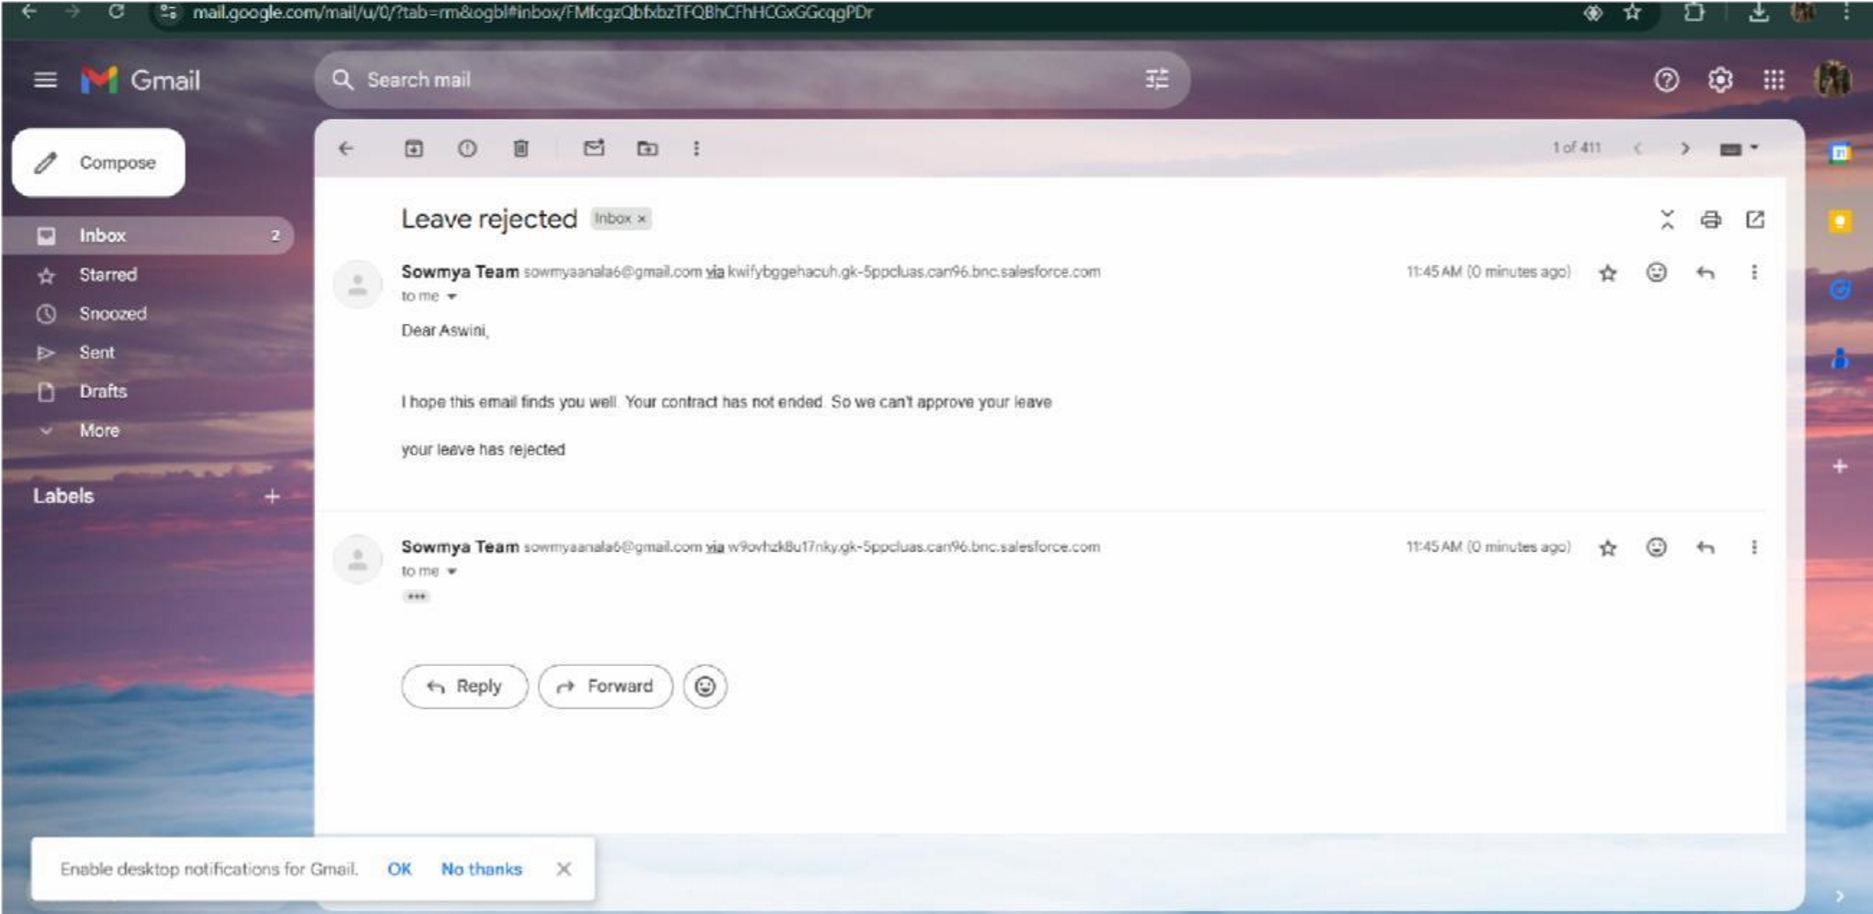 mail.google.com/mail/u/0/?tab=rm&ogbl#inbox/FMfcgzQbfxbzTFQBhCFhHCGxGGcqgPDr
Gmail
Search mail
Compose
1 of 411
Inbox 2
Starred
Snoozed
Sent
Drafts
More
Labels
Leave rejected Inbox ×
Sowmya Team sowmyaanala6@gmail.com via kwifybggehacuh.gk-5ppcluas.can96.bnc.salesforce.com 11:45 AM (0 minutes ago)
to me
Dear Aswini,
I hope this email finds you well. Your contract has not ended. So we can't approve your leave
your leave has rejected
Sowmya Team sowmyaanala6@gmail.com via w9ovhzk8u17nky.gk-5ppcluas.can96.bnc.salesforce.com 11:45 AM (0 minutes ago)
to me
Reply Forward
Enable desktop notifications for Gmail. OK No thanks